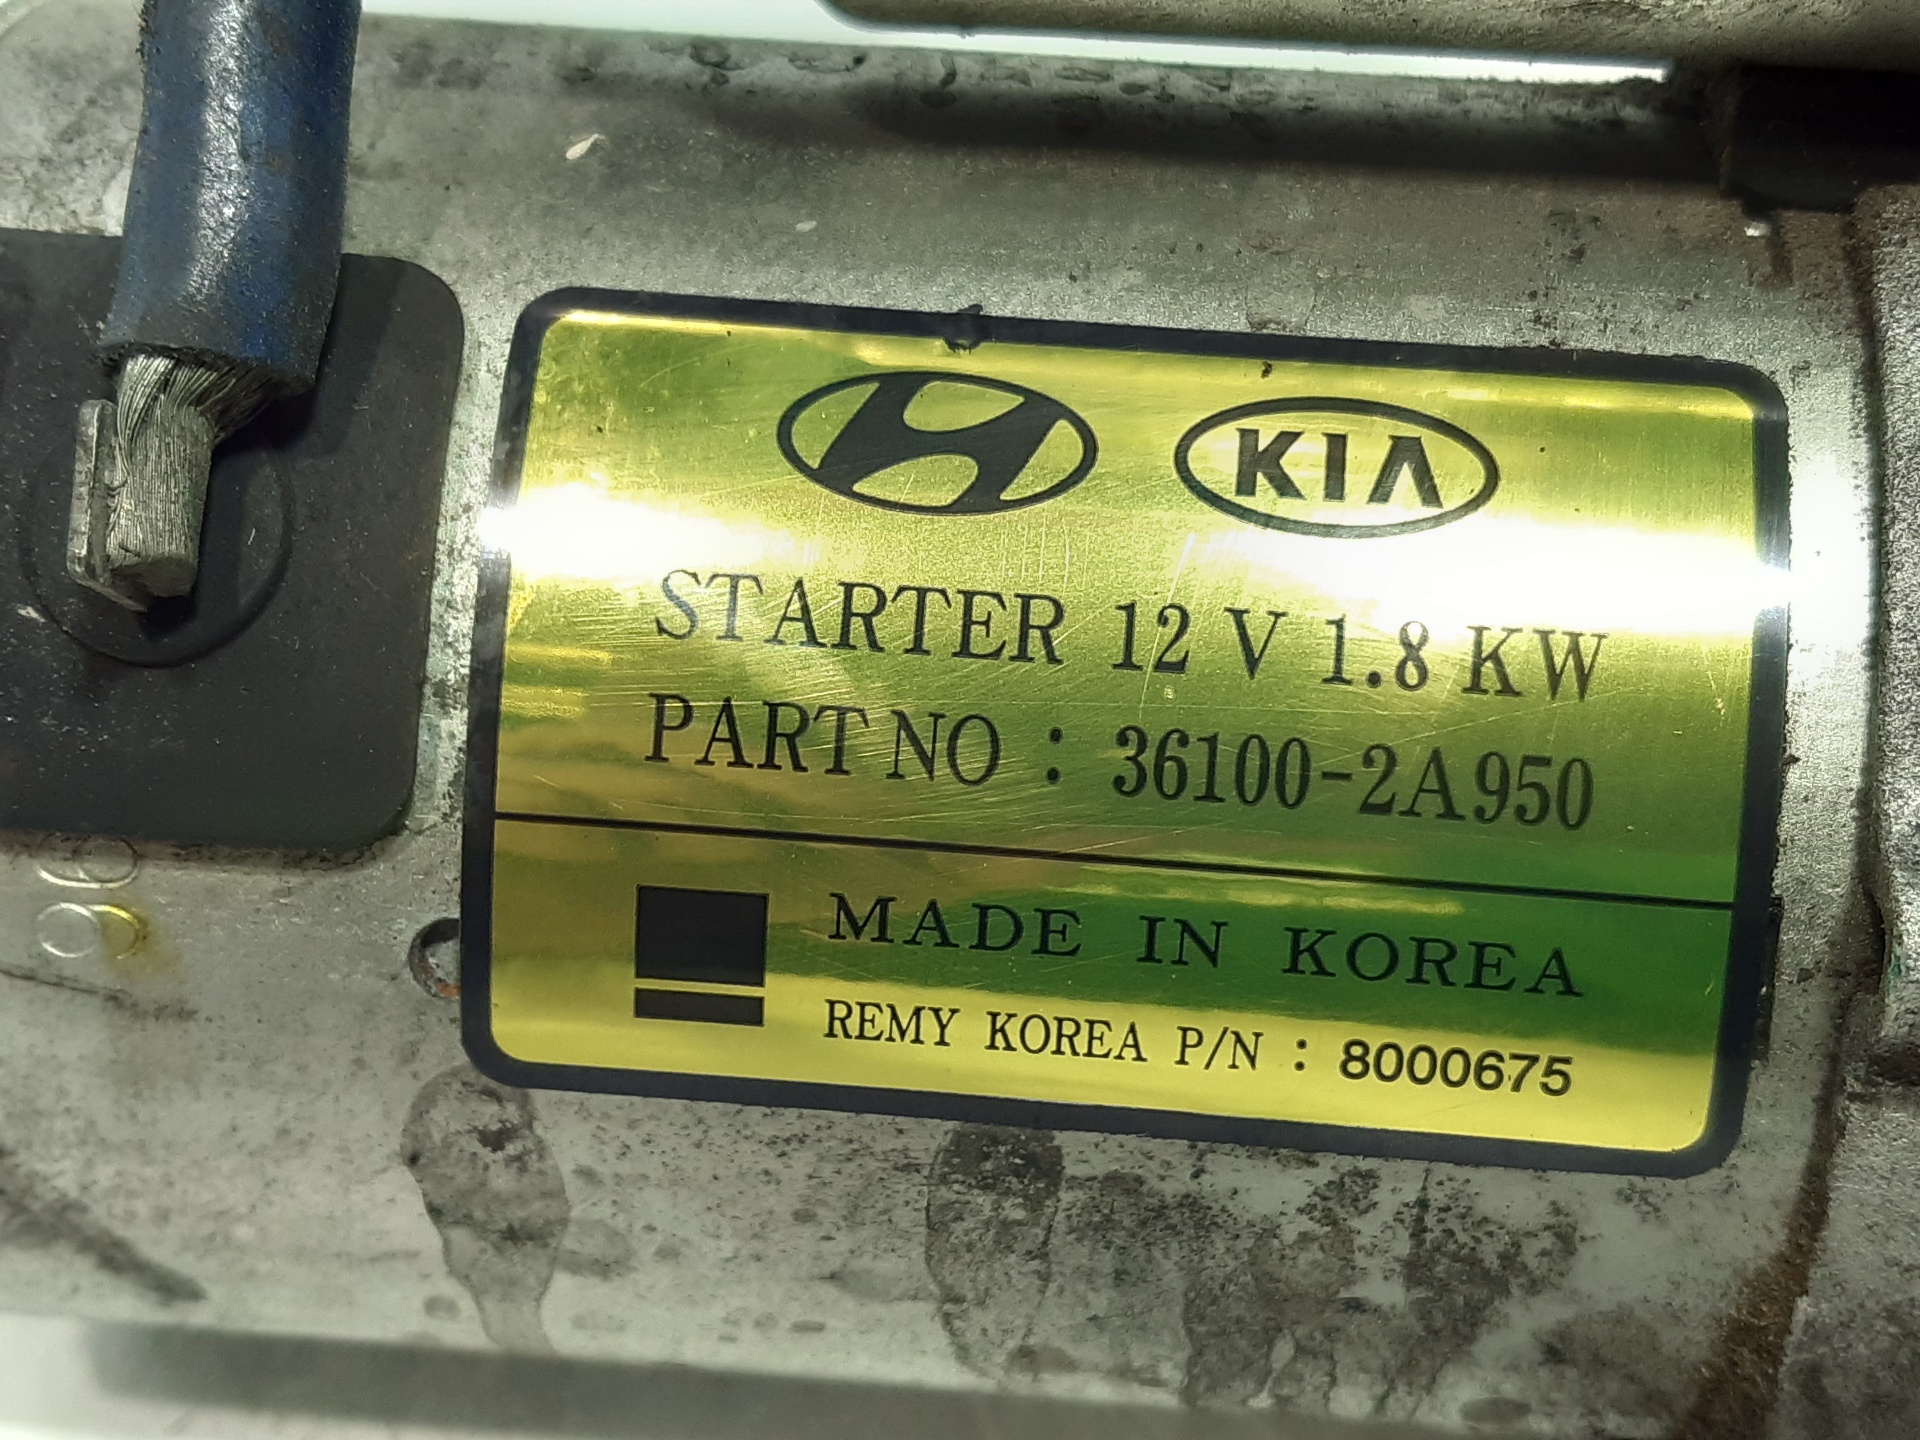 KIA
STARTER 12 V 1.8 KW
PART NO : 36100-2A950
MADE IN KOREA
REMY KOREA P/N : 8000675